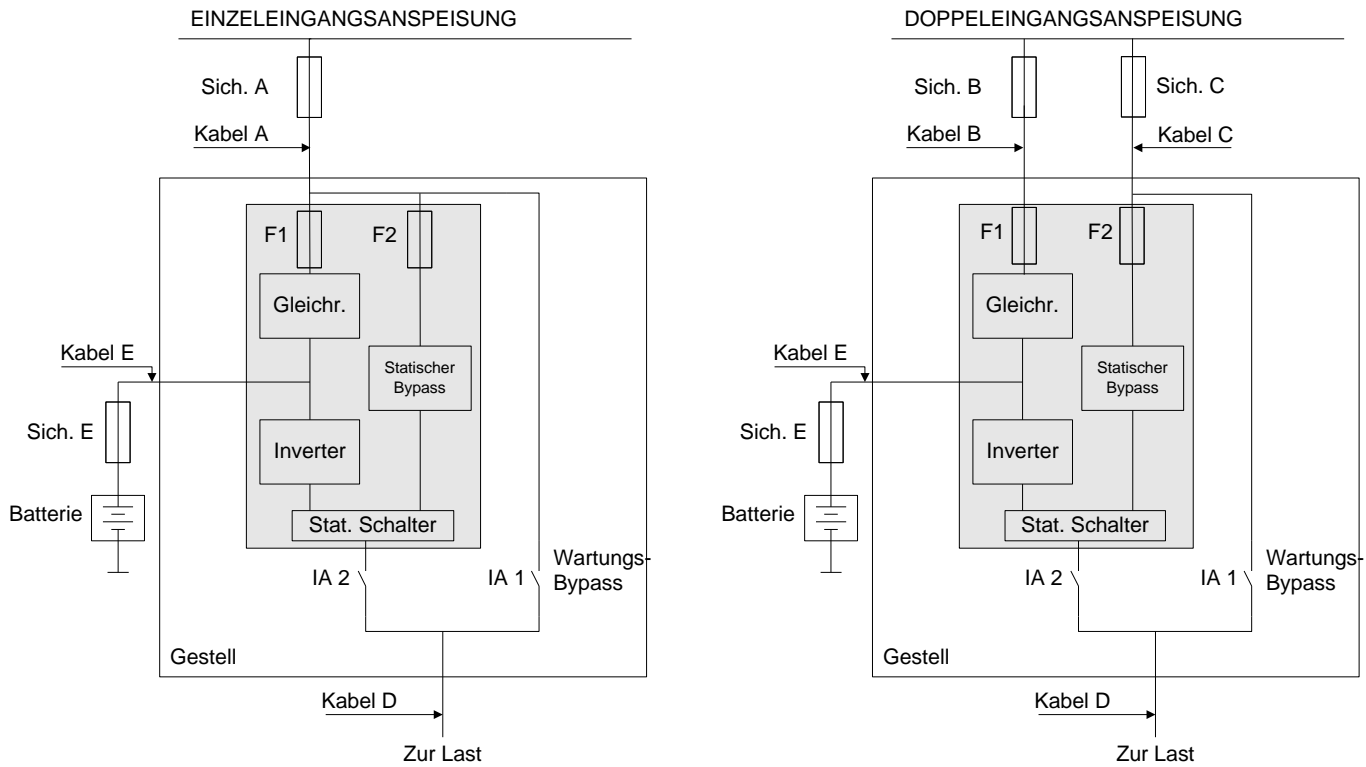 EINZELEINGANGSANSPEISUNG
Sich. A
Kabel A
F1
F2
Gleichr.
Kabel E
Statischer
Bypass
Sich. E
Inverter
Batterie
Stat. Schalter
IA 2
IA 1
Wartungs-
Bypass
Gestell
Kabel D
Zur Last
DOPPELEINGANGSANSPEISUNG
Sich. B
Sich. C
Kabel B
Kabel C
F1
F2
Gleichr.
Kabel E
Statischer
Bypass
Sich. E
Inverter
Batterie
Stat. Schalter
IA 2
IA 1
Wartungs-
Bypass
Gestell
Kabel D
Zur Last